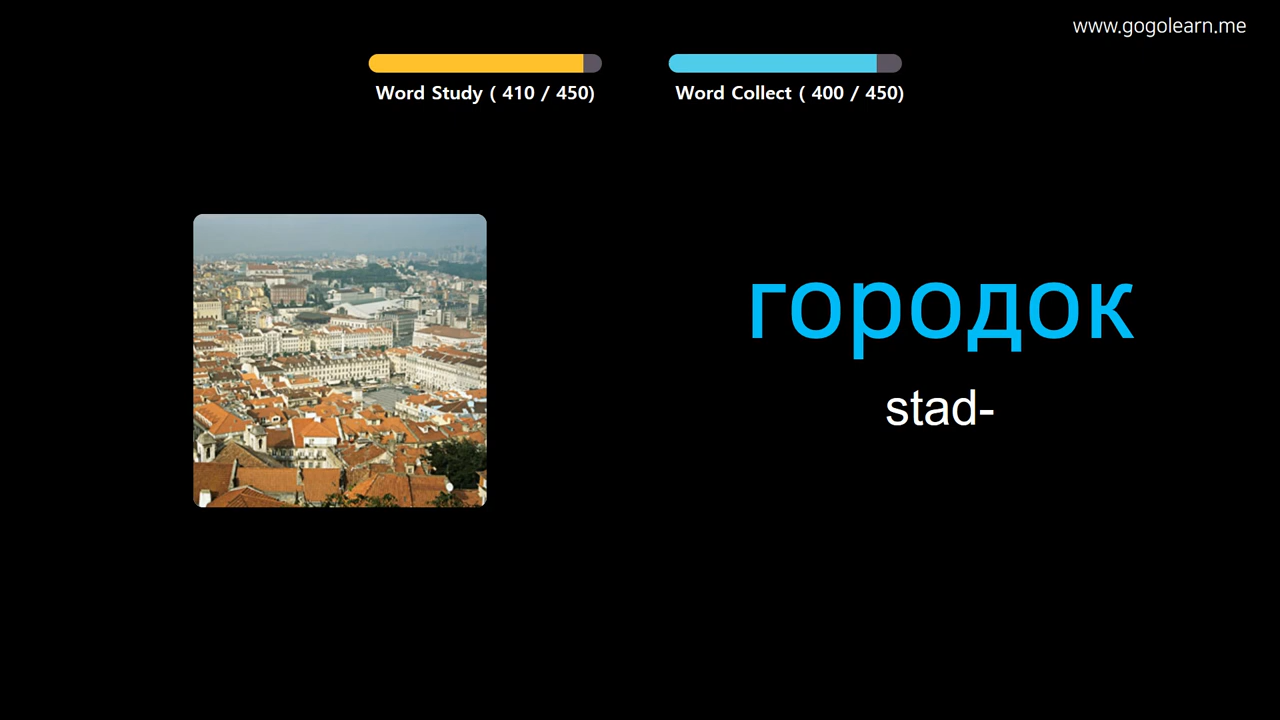 www.gogolearn.me
Word Study ( 410 / 450)
Word Collect ( 400 / 450)
городок
stad-